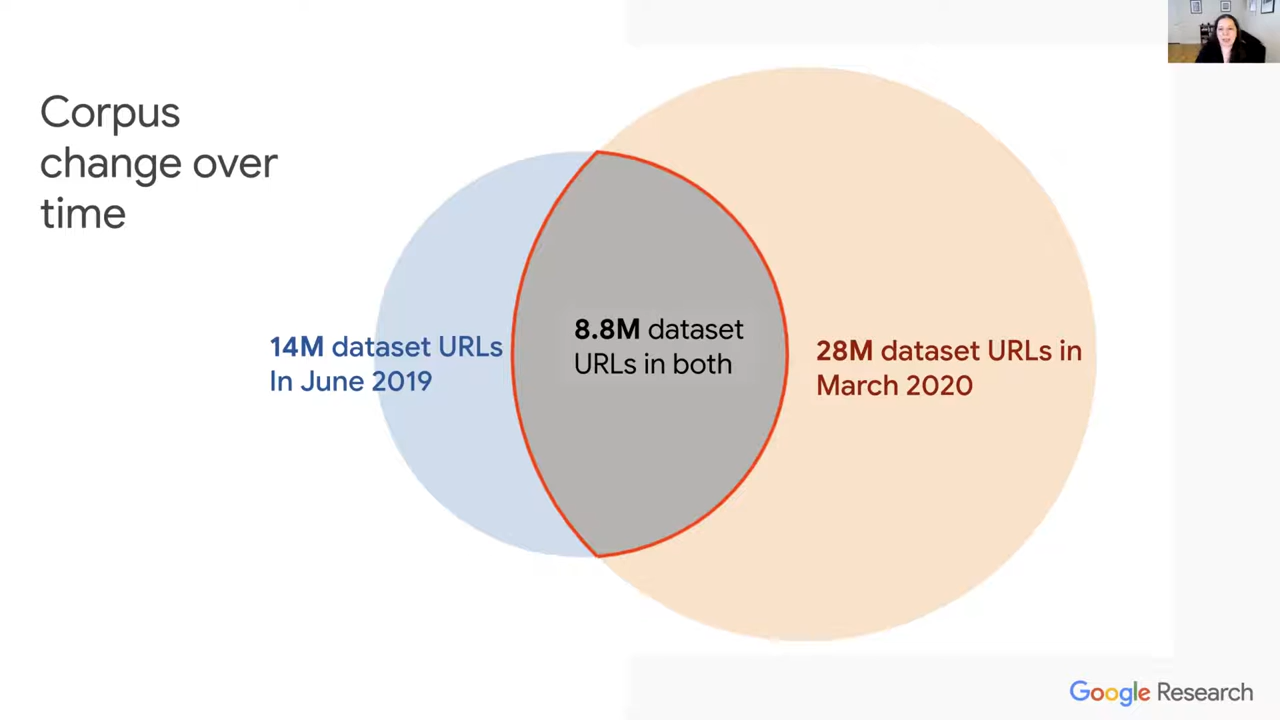 Corpus
change over
time
14M dataset URLs
In June 2019
8.8M dataset
URLs in both
28M dataset URLs in
March 2020
Google Research